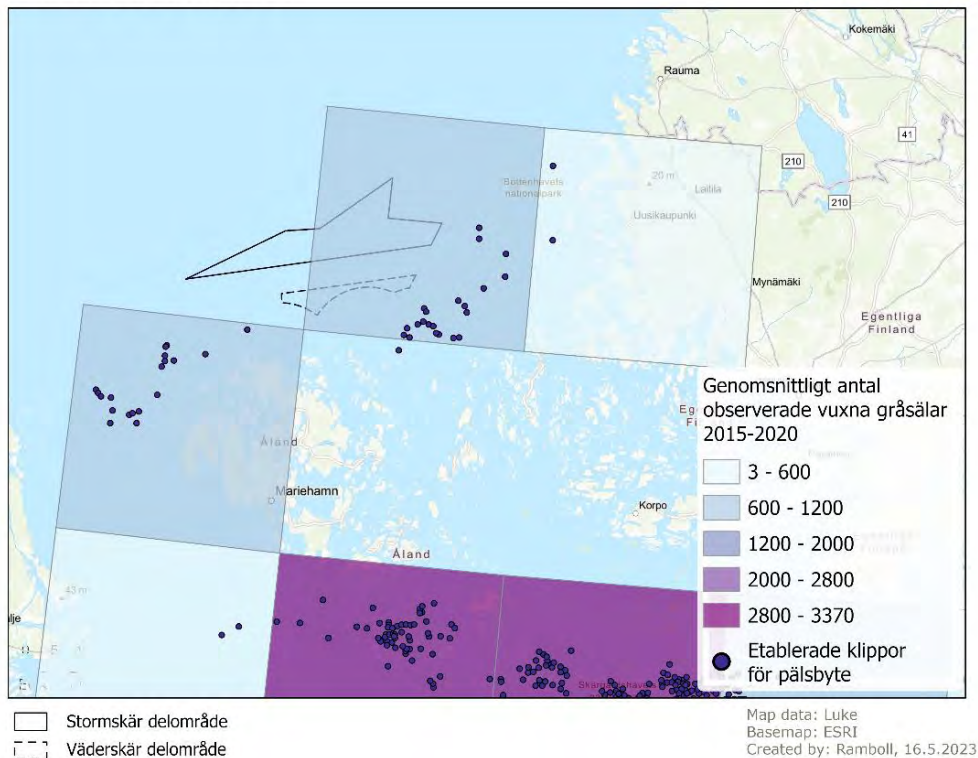 Kokemäki
Rauma
41
210
20 m
Laitila
Bottenhavets
nationalpark
210
Uusikaupunki
Mynämäki
Egentliga
Finland
Genomsnittligt antal
observerade vuxna gråsälar
2015-2020
3 - 600
600 - 1200
1200 - 2000
2000 - 2800
2800 - 3370
Etablerade klippor
för pälsbyte
Åland
Mariehamn
Korpo
Åland
43 m
Stormskär delområde
Väderskär delområde
Map data: Luke
Basemap: ESRI
Created by: Ramboll, 16.5.2023